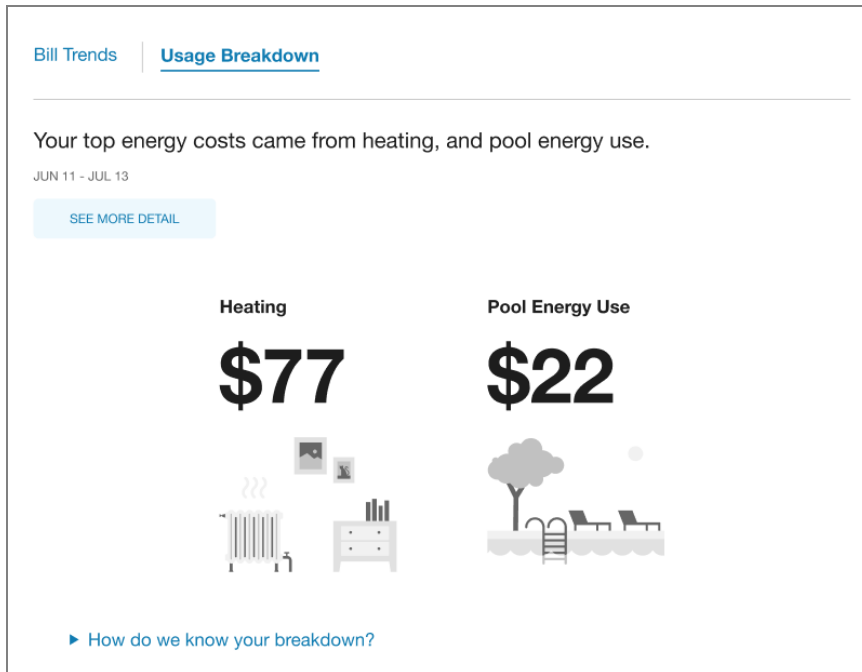 Bill Trends
Usage Breakdown
Your top energy costs came from heating, and pool energy use.
JUN 11 - JUL 13
SEE MORE DETAIL
Heating
Pool Energy Use
$77
$22
How do we know your breakdown?